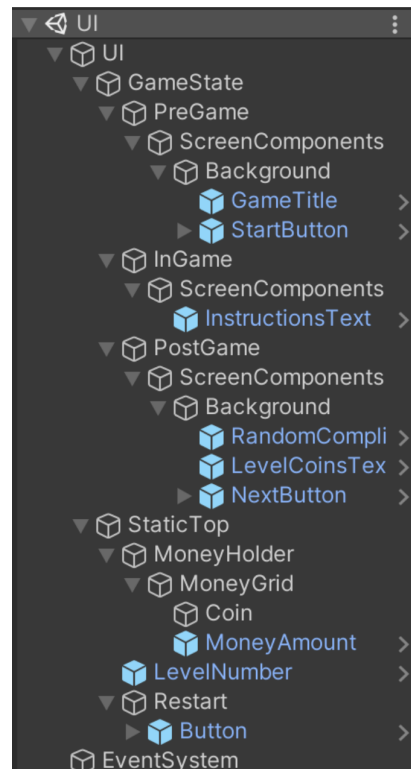 UI
UI
GameState
PreGame
ScreenComponents
Background
GameTitle
StartButton
InGame
ScreenComponents
InstructionsText
PostGame
ScreenComponents
Background
RandomCompli
LevelCoinsTex
NextButton
StaticTop
MoneyHolder
MoneyGrid
Coin
MoneyAmount
LevelNumber
Restart
Button
EventSystem